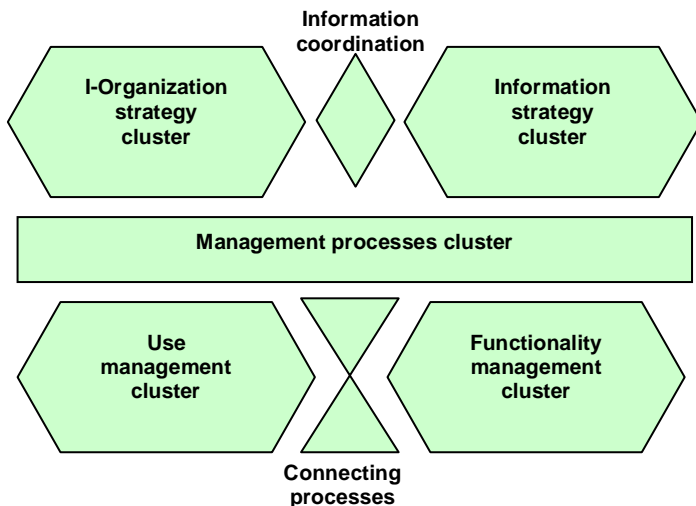 Information
coordination
I-Organization
strategy
cluster
Information
strategy
cluster
Management processes cluster
Use
management
cluster
Functionality
management
cluster
Connecting
processes